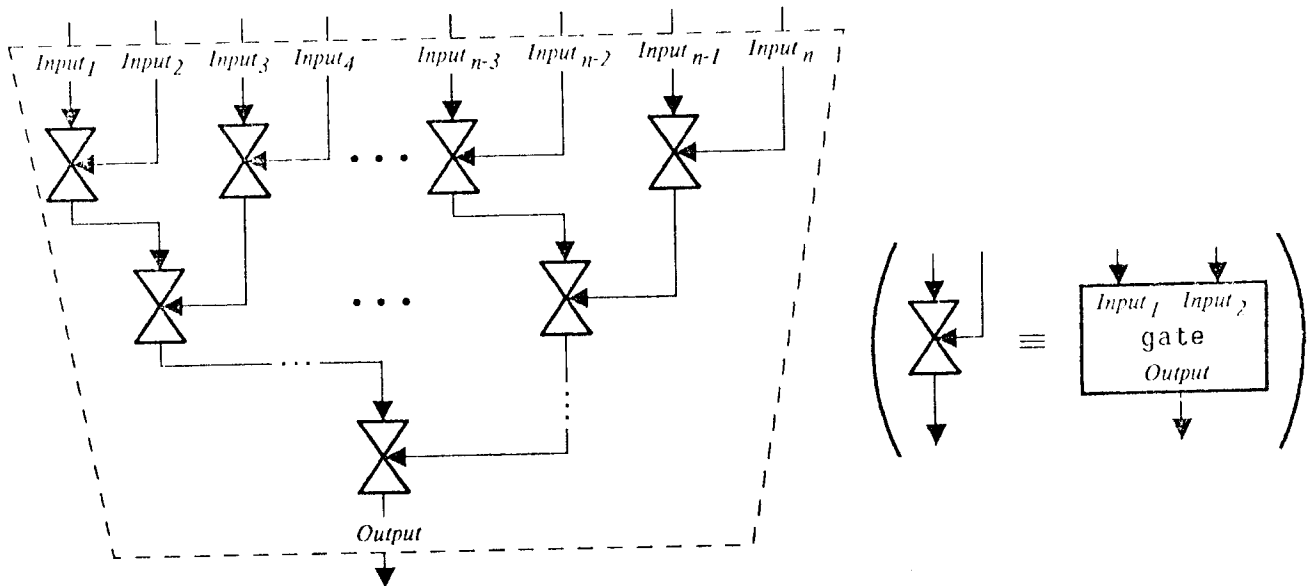 Input₁ Input₂ Input₃ Input₄ Inputₙ₋₃ Inputₙ₋₂ Inputₙ₋₁ Inputₙ
Output
Input₁ Input₂
gate
Output
≡